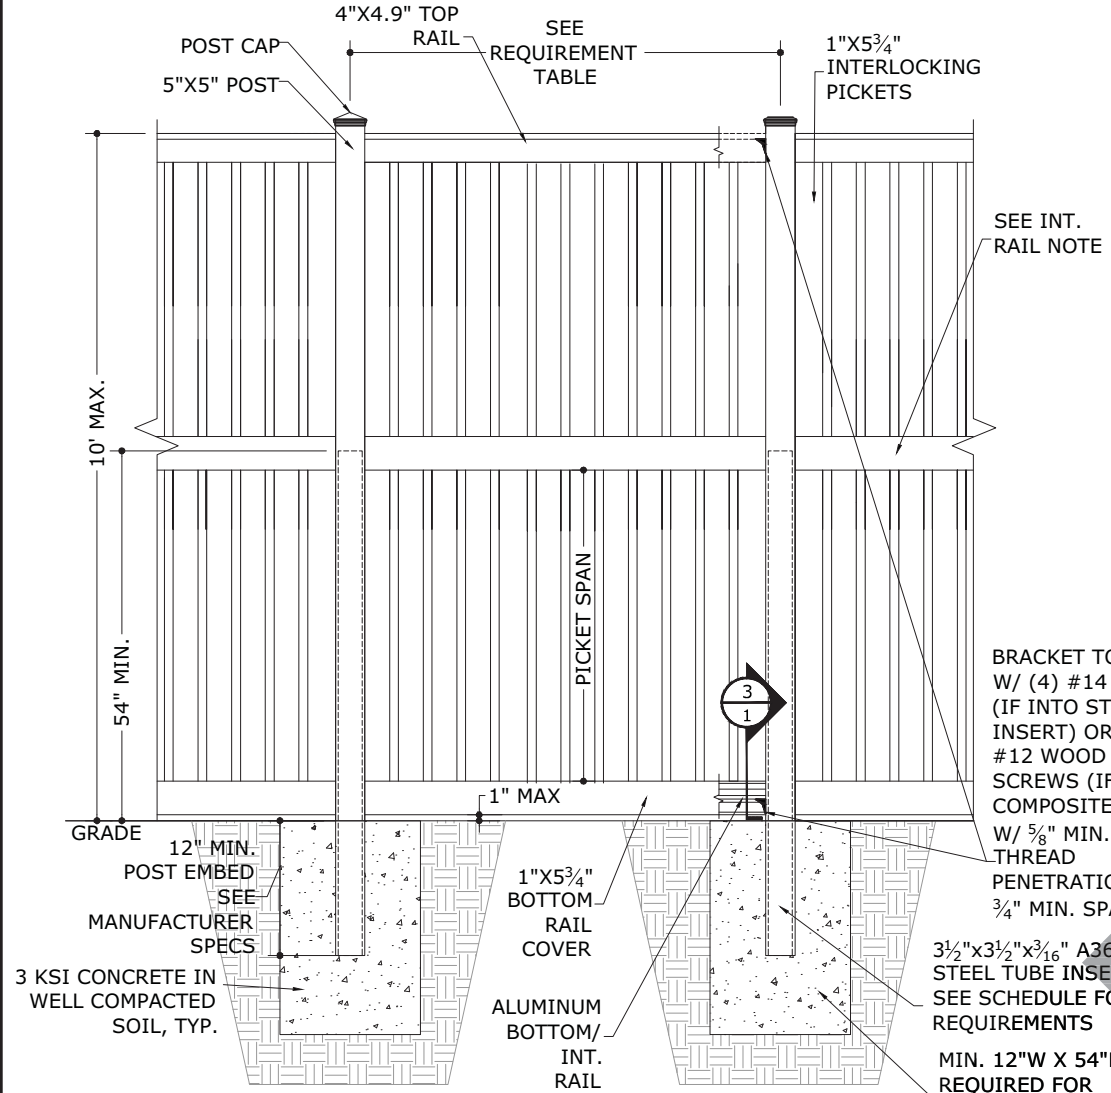 4"X4.9" TOP
RAIL
SEE
REQUIREMENT
TABLE
POST CAP
5"X5" POST
1"X5¾"
INTERLOCKING
PICKETS
SEE INT.
RAIL NOTE
10' MAX.
54" MIN.
PICKET SPAN
3
1
BRACKET TO
W/ (4) #14
(IF INTO
INSERT) OR
#12 WOOD
SCREWS (IF
COMPOSITE
W/ ⅝" MIN.
THREAD
¾" MIN.
1" MAX
GRADE
12" MIN.
POST EMBED
SEE
MANUFACTURER
SPECS
1"X5¾"
BOTTOM
RAIL
COVER
3 KSI CONCRETE IN
WELL COMPACTED
SOIL, TYP.
ALUMINUM
BOTTOM/
INT.
RAIL
3½"x3½"x³⁄₁₆" A36
STEEL TUBE
SEE SCHEDULE
REQUIREMENTS
MIN. 12"W X 54"
REQUIRED FOR